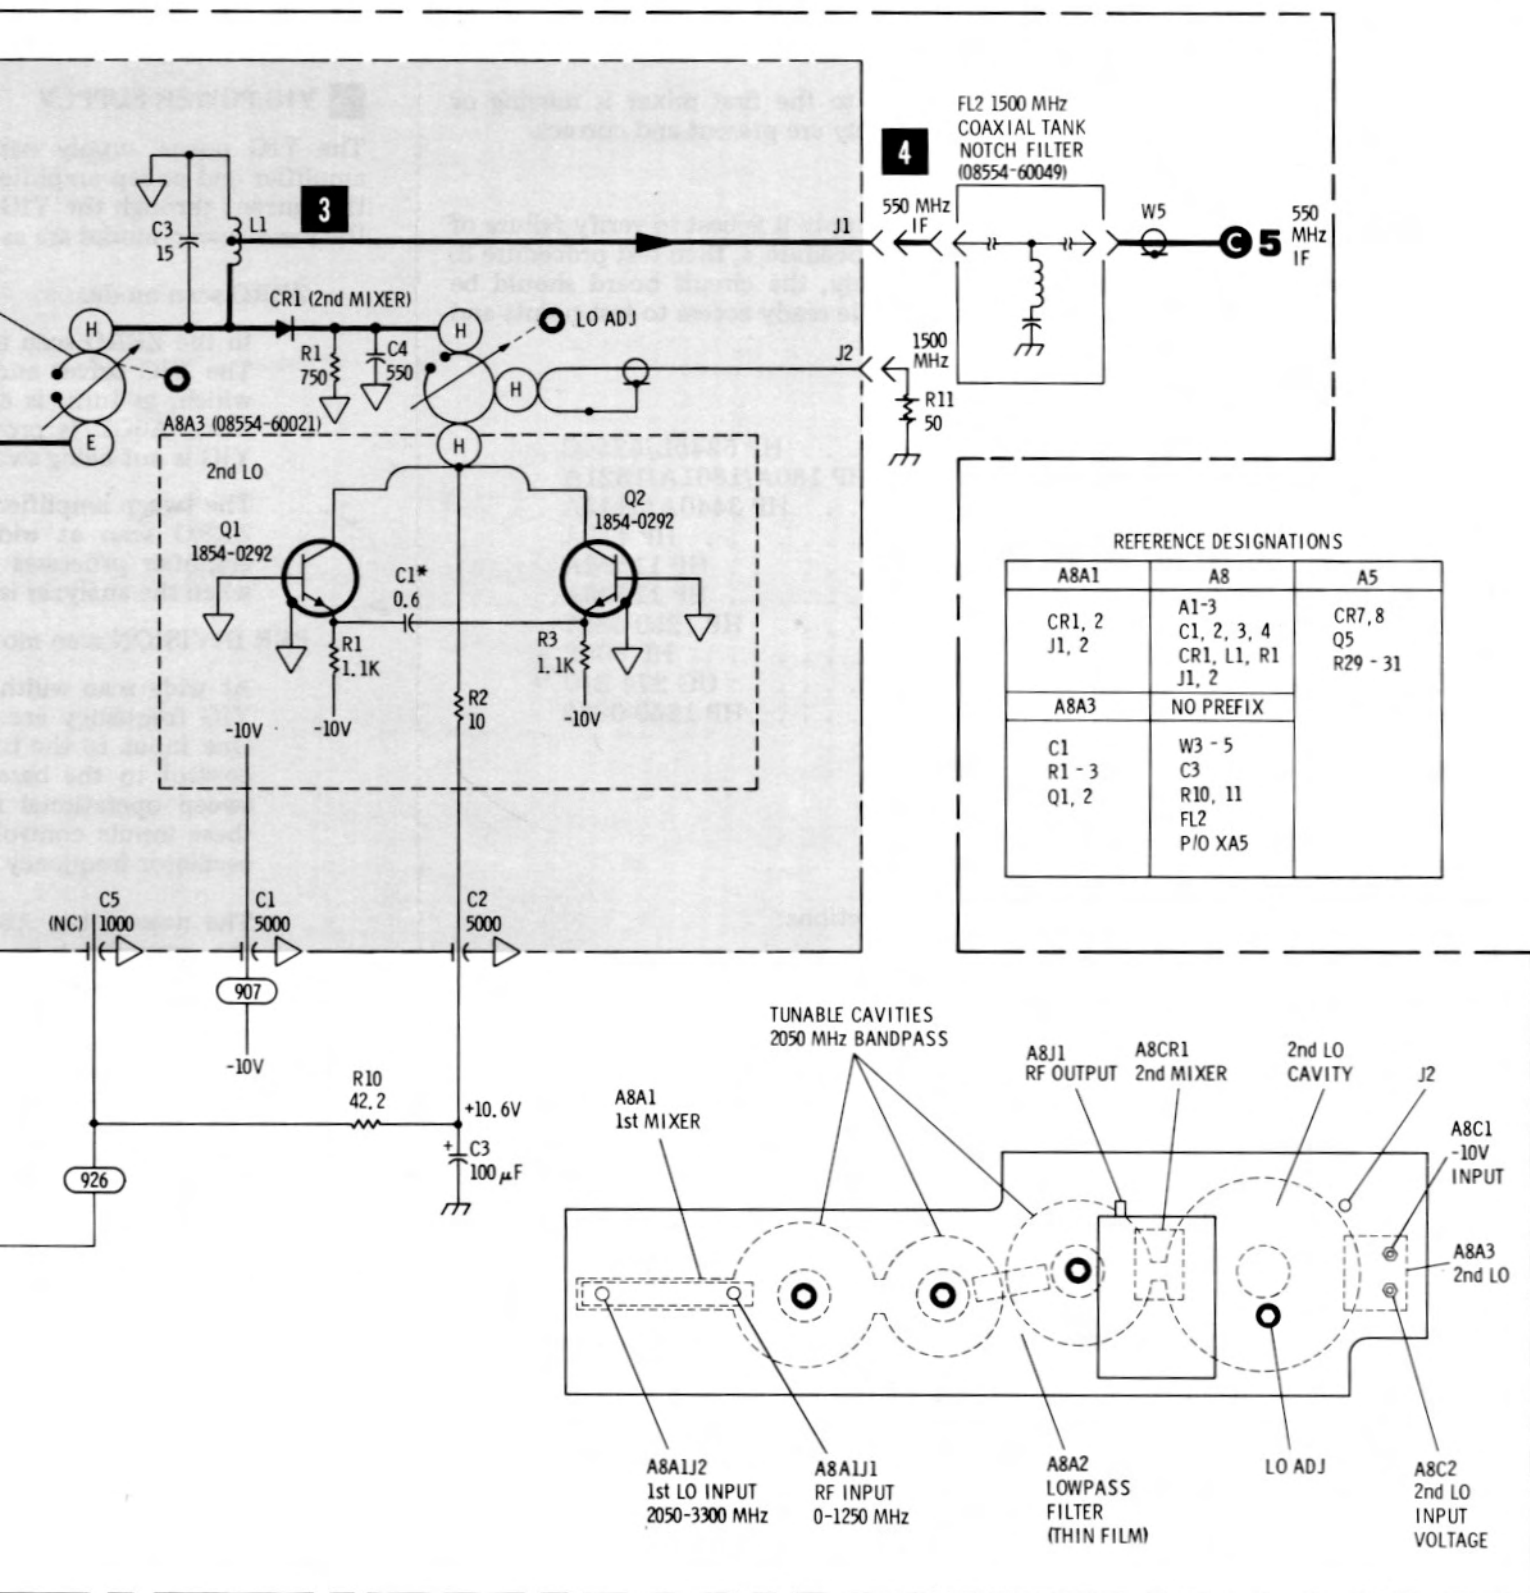 FL2 1500 MHz
COAXIAL TANK
NOTCH FILTER
(08554-60049)
4
3
C3
15
L1
J1
550 MHz
IF
W5
C 5
550
MHz
IF
CR1 (2nd MIXER)
H
H
LO ADJ
R1
750
C4
550
H
J2
1500
MHz
R11
50
A8A3 (08554-60021)
E
H
2nd LO
Q1
1854-0292
Q2
1854-0292
C1*
0.6
R1
1.1K
R3
1.1K
R2
10
-10V
-10V
-10V
REFERENCE DESIGNATIONS
A8A1
A8
A5
CR1, 2
J1, 2
A1-3
C1, 2, 3, 4
CR1, L1, R1
J1, 2
CR7, 8
Q5
R29 - 31
A8A3
NO PREFIX
C1
R1 - 3
Q1, 2
W3 - 5
C3
R10, 11
FL2
P/O XA5
C5
(NC) 1000
C1
5000
C2
5000
907
-10V
R10
42.2
+10.6V
+
C3
100 µF
926
TUNABLE CAVITIES
2050 MHz BANDPASS
A8A1
1st MIXER
A8J1
RF OUTPUT
A8CR1
2nd MIXER
2nd LO
CAVITY
J2
A8C1
-10V
INPUT
A8A3
2nd LO
A8A1J2
1st LO INPUT
2050-3300 MHz
A8A1J1
RF INPUT
0-1250 MHz
A8A2
LOWPASS
FILTER
(THIN FILM)
LO ADJ
A8C2
2nd LO
INPUT
VOLTAGE